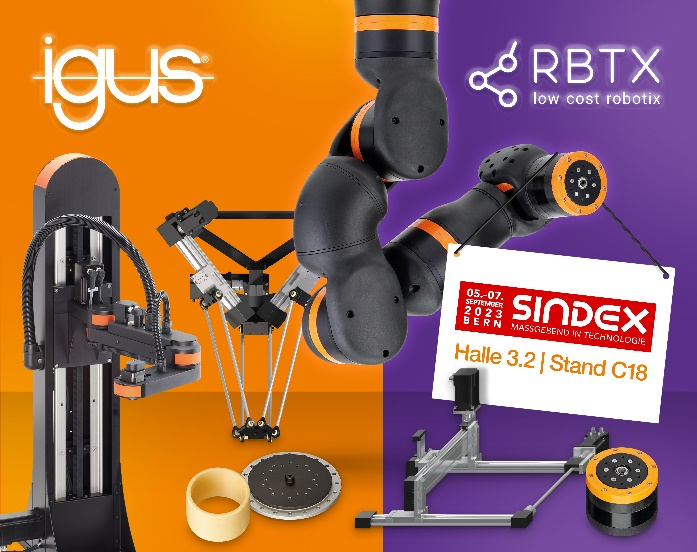 igus®
RBTX
low cost robotix
05.-07.
SEPTEMBER
2023
BERN
SINDEX
MASSGEBEND IN TECHNOLOGIE
Halle 3.2 | Stand C18